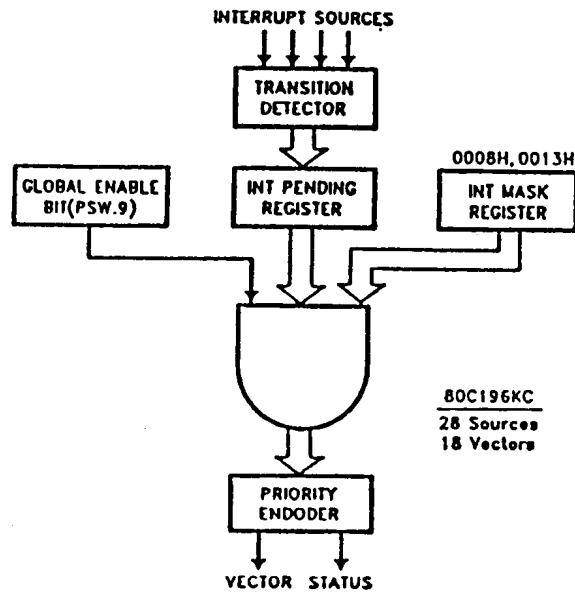 INTERRUPT SOURCES
TRANSITION
DETECTOR
0008H, 0013H
GLOBAL ENABLE
BIT(PSW.9)
INT PENDING
REGISTER
INT MASK
REGISTER
80C196KC
28 Sources
18 Vectors
PRIORITY
ENDODER
VECTOR STATUS